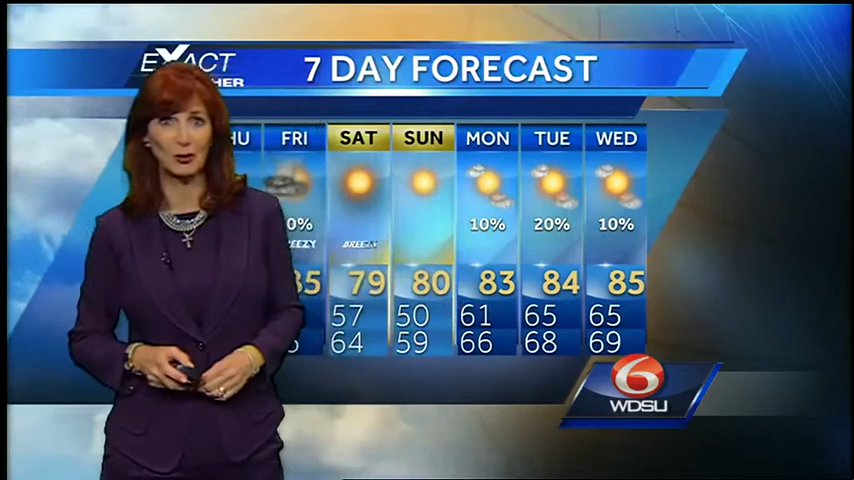 EXACT
7 DAY FORECAST
FRI SAT SUN MON TUE WED
0% 10% 20% 10%
BREEZY
79 80 83 84 85
57 50 61 65 65
64 59 66 68 69
6
WDSU